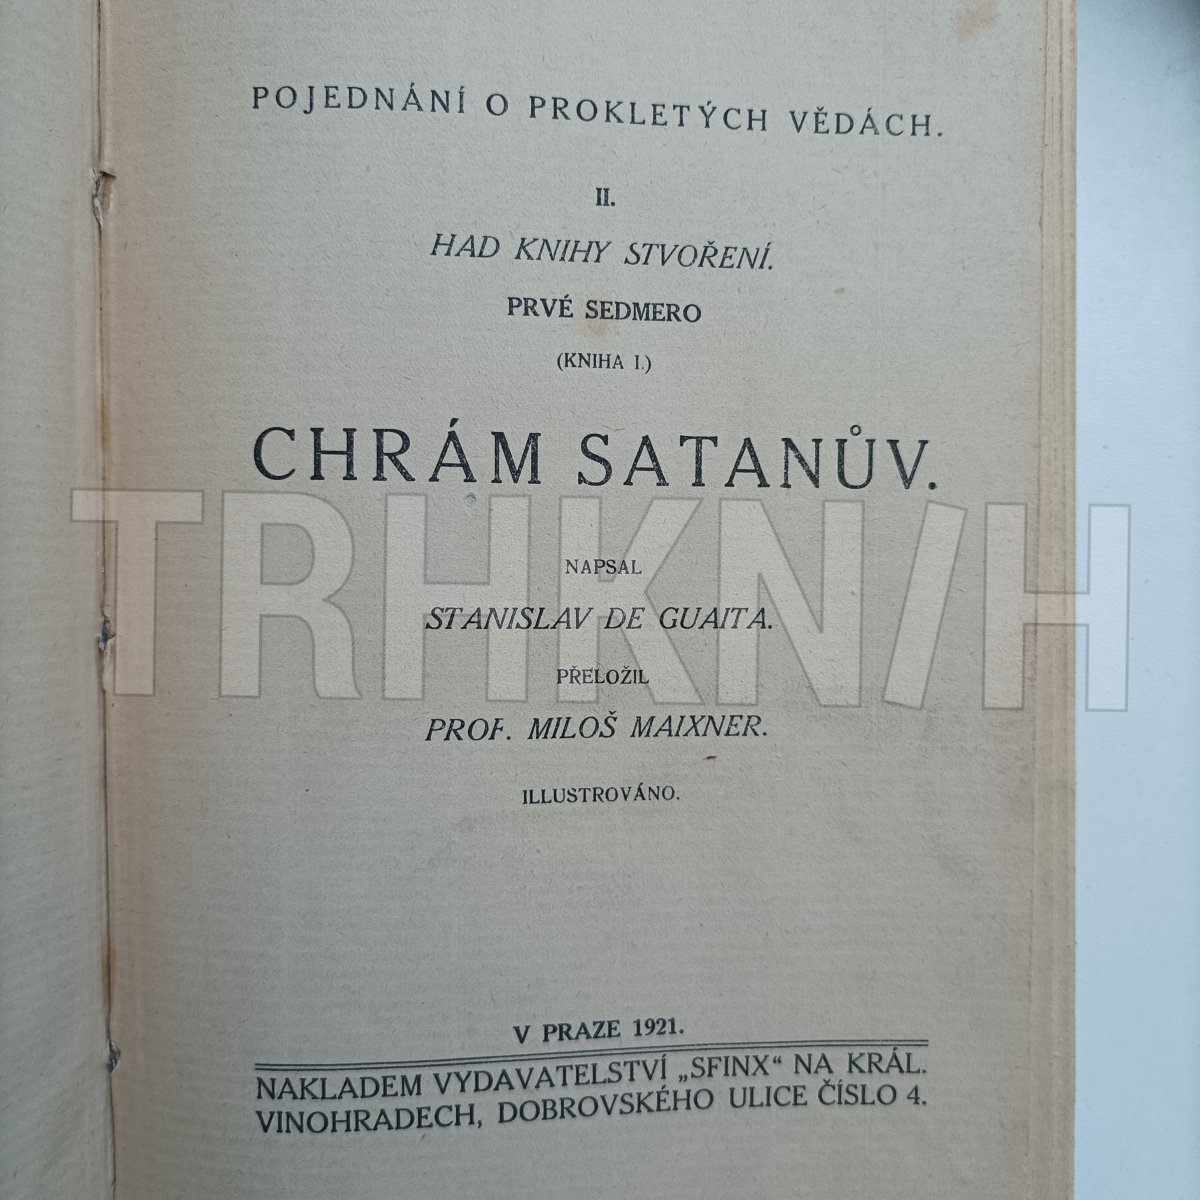 POJEDNÁNÍ O PROKLETÝCH VĚDÁCH.
II.
HAD KNIHY STVOŘENÍ.
PRVÉ SEDMERO
(KNIHA I.)
CHRÁM SATANŮV.
TRHKNIH
NAPSAL
STANISLAV DE GUAITA.
PŘELOŽIL
PROF. MILOŠ MAIXNER.
ILLUSTROVÁNO.
V PRAZE 1921.
NAKLADEM VYDAVATELSTVÍ „SFINX“ NA KRÁL.
VINOHRADECH, DOBROVSKÉHO ULICE ČÍSLO 4.